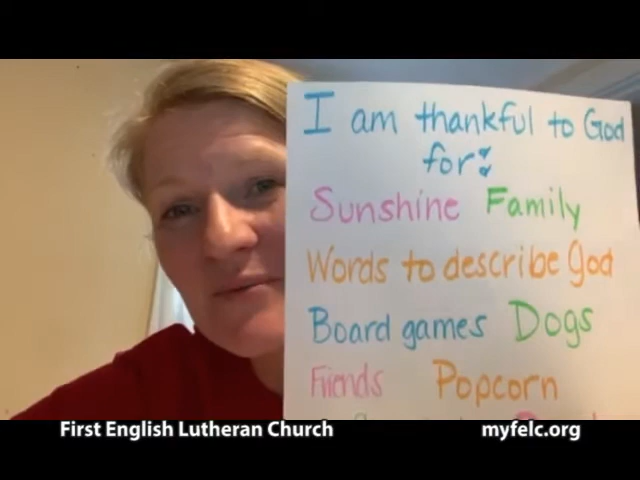 I am thankful to God
for:
Sunshine Family
Words to describe God
Board games Dogs
Friends Popcorn
First English Lutheran Church myfelc.org